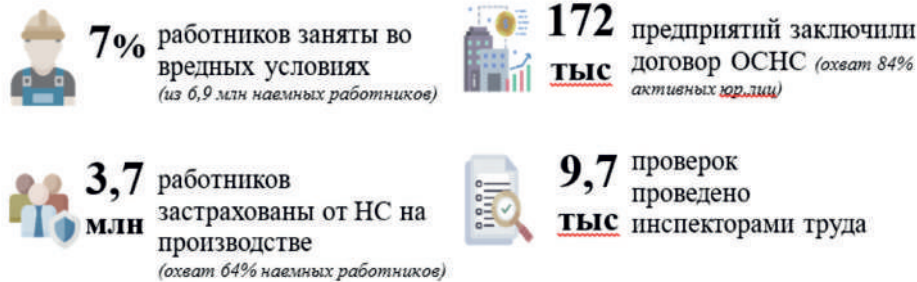 7% работников заняты во
вредных условиях
(из 6,9 млн наемных работников)
172
тыс
предприятий заключили
договор ОСНС (охват 84%
активных юр.лиц)
3,7
млн
работников
застрахованы от НС на
производстве
(охват 64% наемных работников)
9,7
тыс
проверок
проведено
инспекторами труда